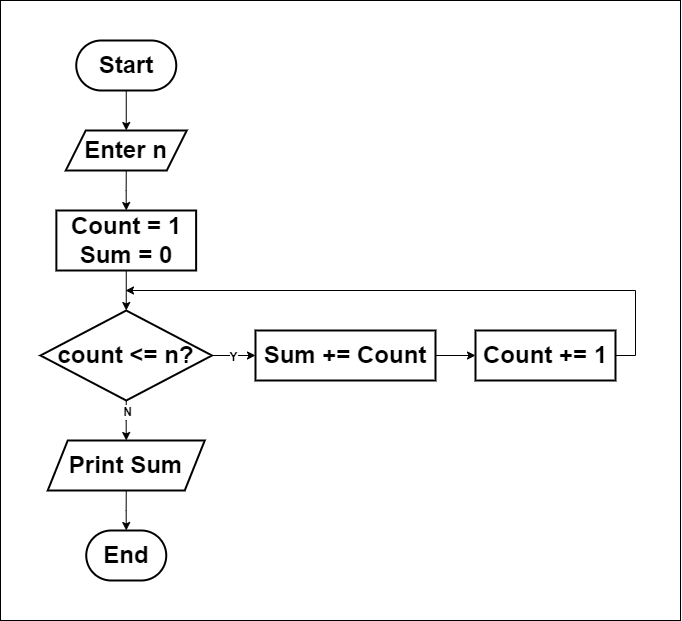 Start
Enter n
Count = 1
Sum = 0
count <= n?
Y
Sum += Count
Count += 1
N
Print Sum
End